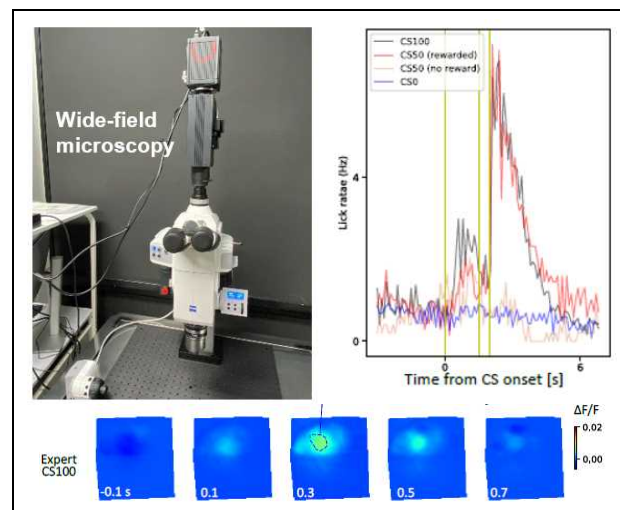 Wide-field
microscopy
CS100
CS50 (rewarded)
CS50 (no reward)
CS0
Lick ratae (Hz)
4
0
0
6
Time from CS onset [s]
ΔF/F
0,02
0,00
Expert
CS100
-0.1 s
0.1
0.3
0.5
0.7